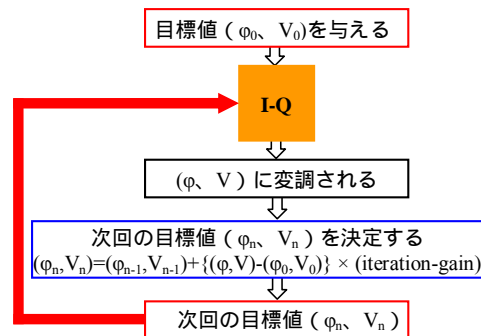 目標値（φ₀、V₀)を与える
I-Q
(φ、V）に変調される
次回の目標値（φₙ、Vₙ）を決定する
(φₙ,Vₙ)=(φₙ₋₁,Vₙ₋₁)+{(φ,V)-(φ₀,V₀)} × (iteration-gain)
次回の目標値（φₙ、Vₙ）